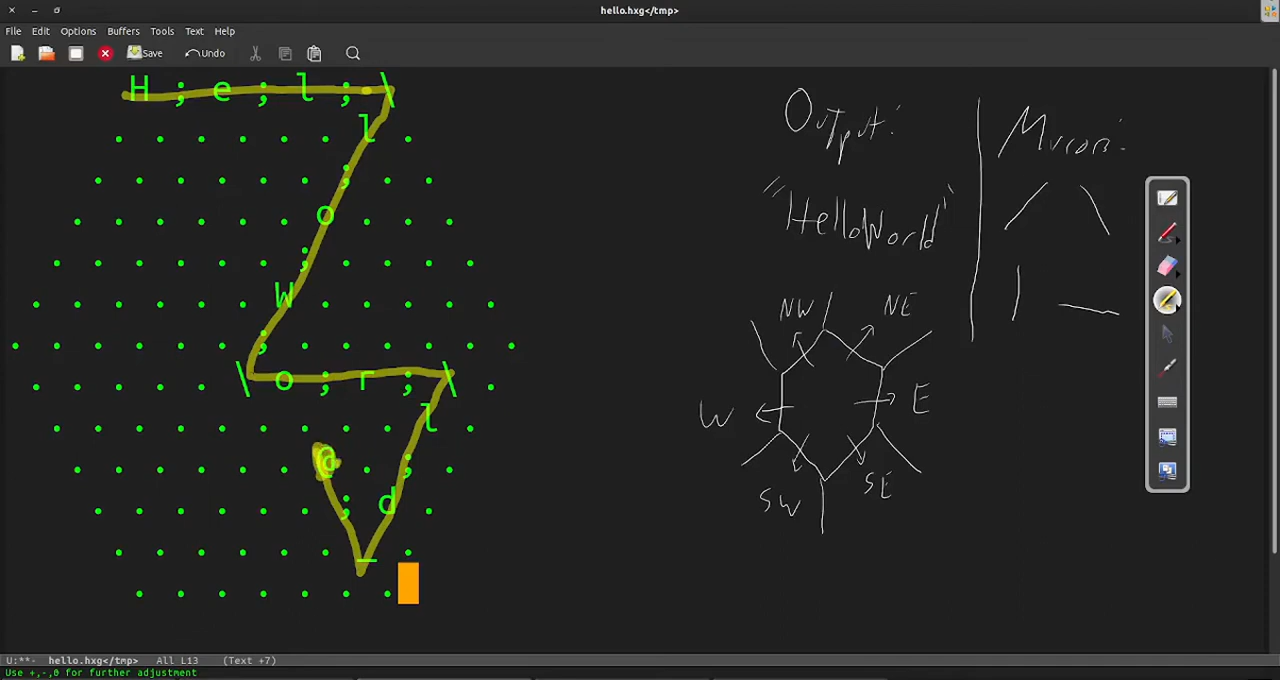 hello.hxg</tmp>
File Edit Options Buffers Tools Text Help
Save Undo
H ; e ; l ; \
. . . . . . l .
. . . . . . ; . .
. . . . . . o . . .
. . . . . . ; . . . .
. . . . . . W . . . . .
. . . . . . ; . . . . . .
. . . . . \ o ; r ; \ .
. . . . . . . . . l .
. . . . . . @ . ; .
. . . . . . ; d .
. . . . . . _ .
. . . . . . .
Output:
"HelloWorld"
Mirrors:
/ \
| _
NW NE
W E
SW SE
U:**- hello.hxg</tmp> All L13 (Text +7)
Use +,-,0 for further adjustment